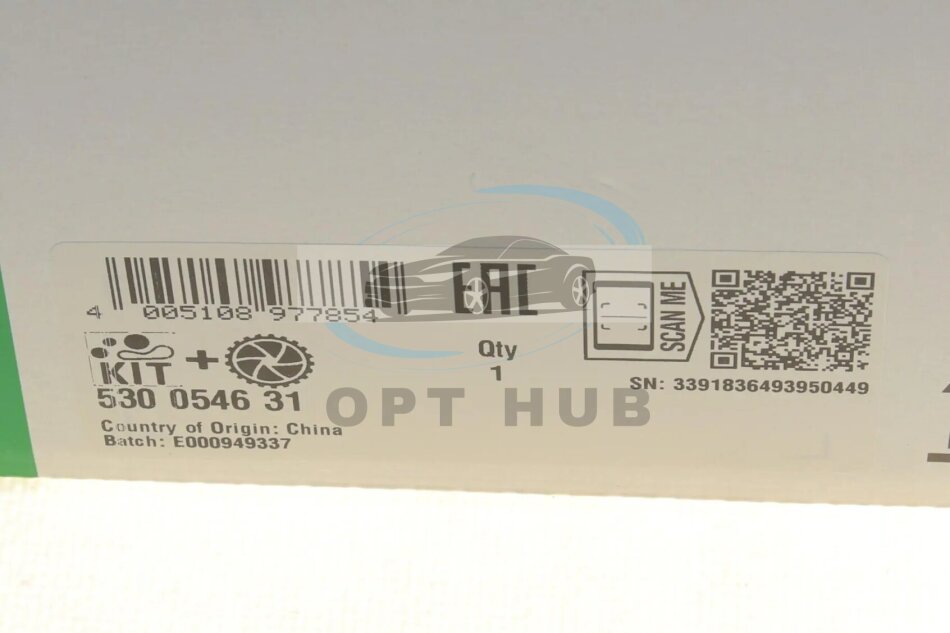 4 005108 977854
EAC
SCAN ME
Qty
1
KIT +
530 0546 31
SN: 3391836493950449
Country of Origin: China
Batch: E000949337
OPT HUB